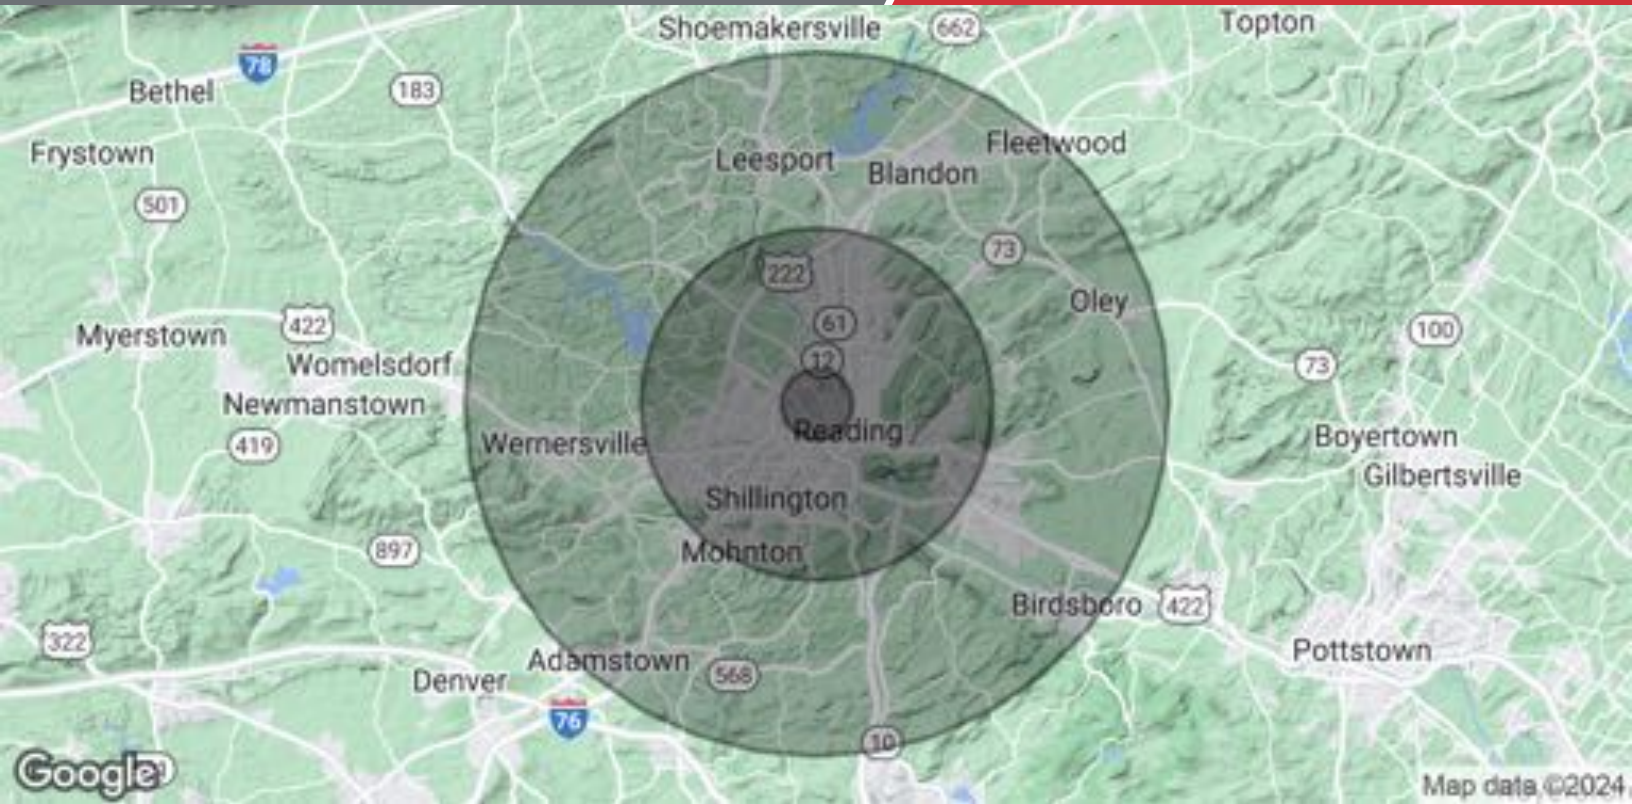 Shoemakersville
662
Topton
78
Bethel
183
Frystown
Leesport
Blandon
Fleetwood
501
222
73
Oley
61
Myerstown
422
12
100
Womelsdorf
73
Newmanstown
419
Wernersville
Reading
Boyertown
Gilbertsville
Shillington
897
Mohnton
Birdsboro
422
322
Pottstown
Adamstown
568
Denver
76
10
Google
Map data ©2024